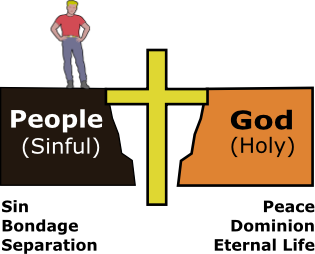 People
(Sinful)
God
(Holy)
Sin
Bondage
Separation
Peace
Dominion
Eternal Life